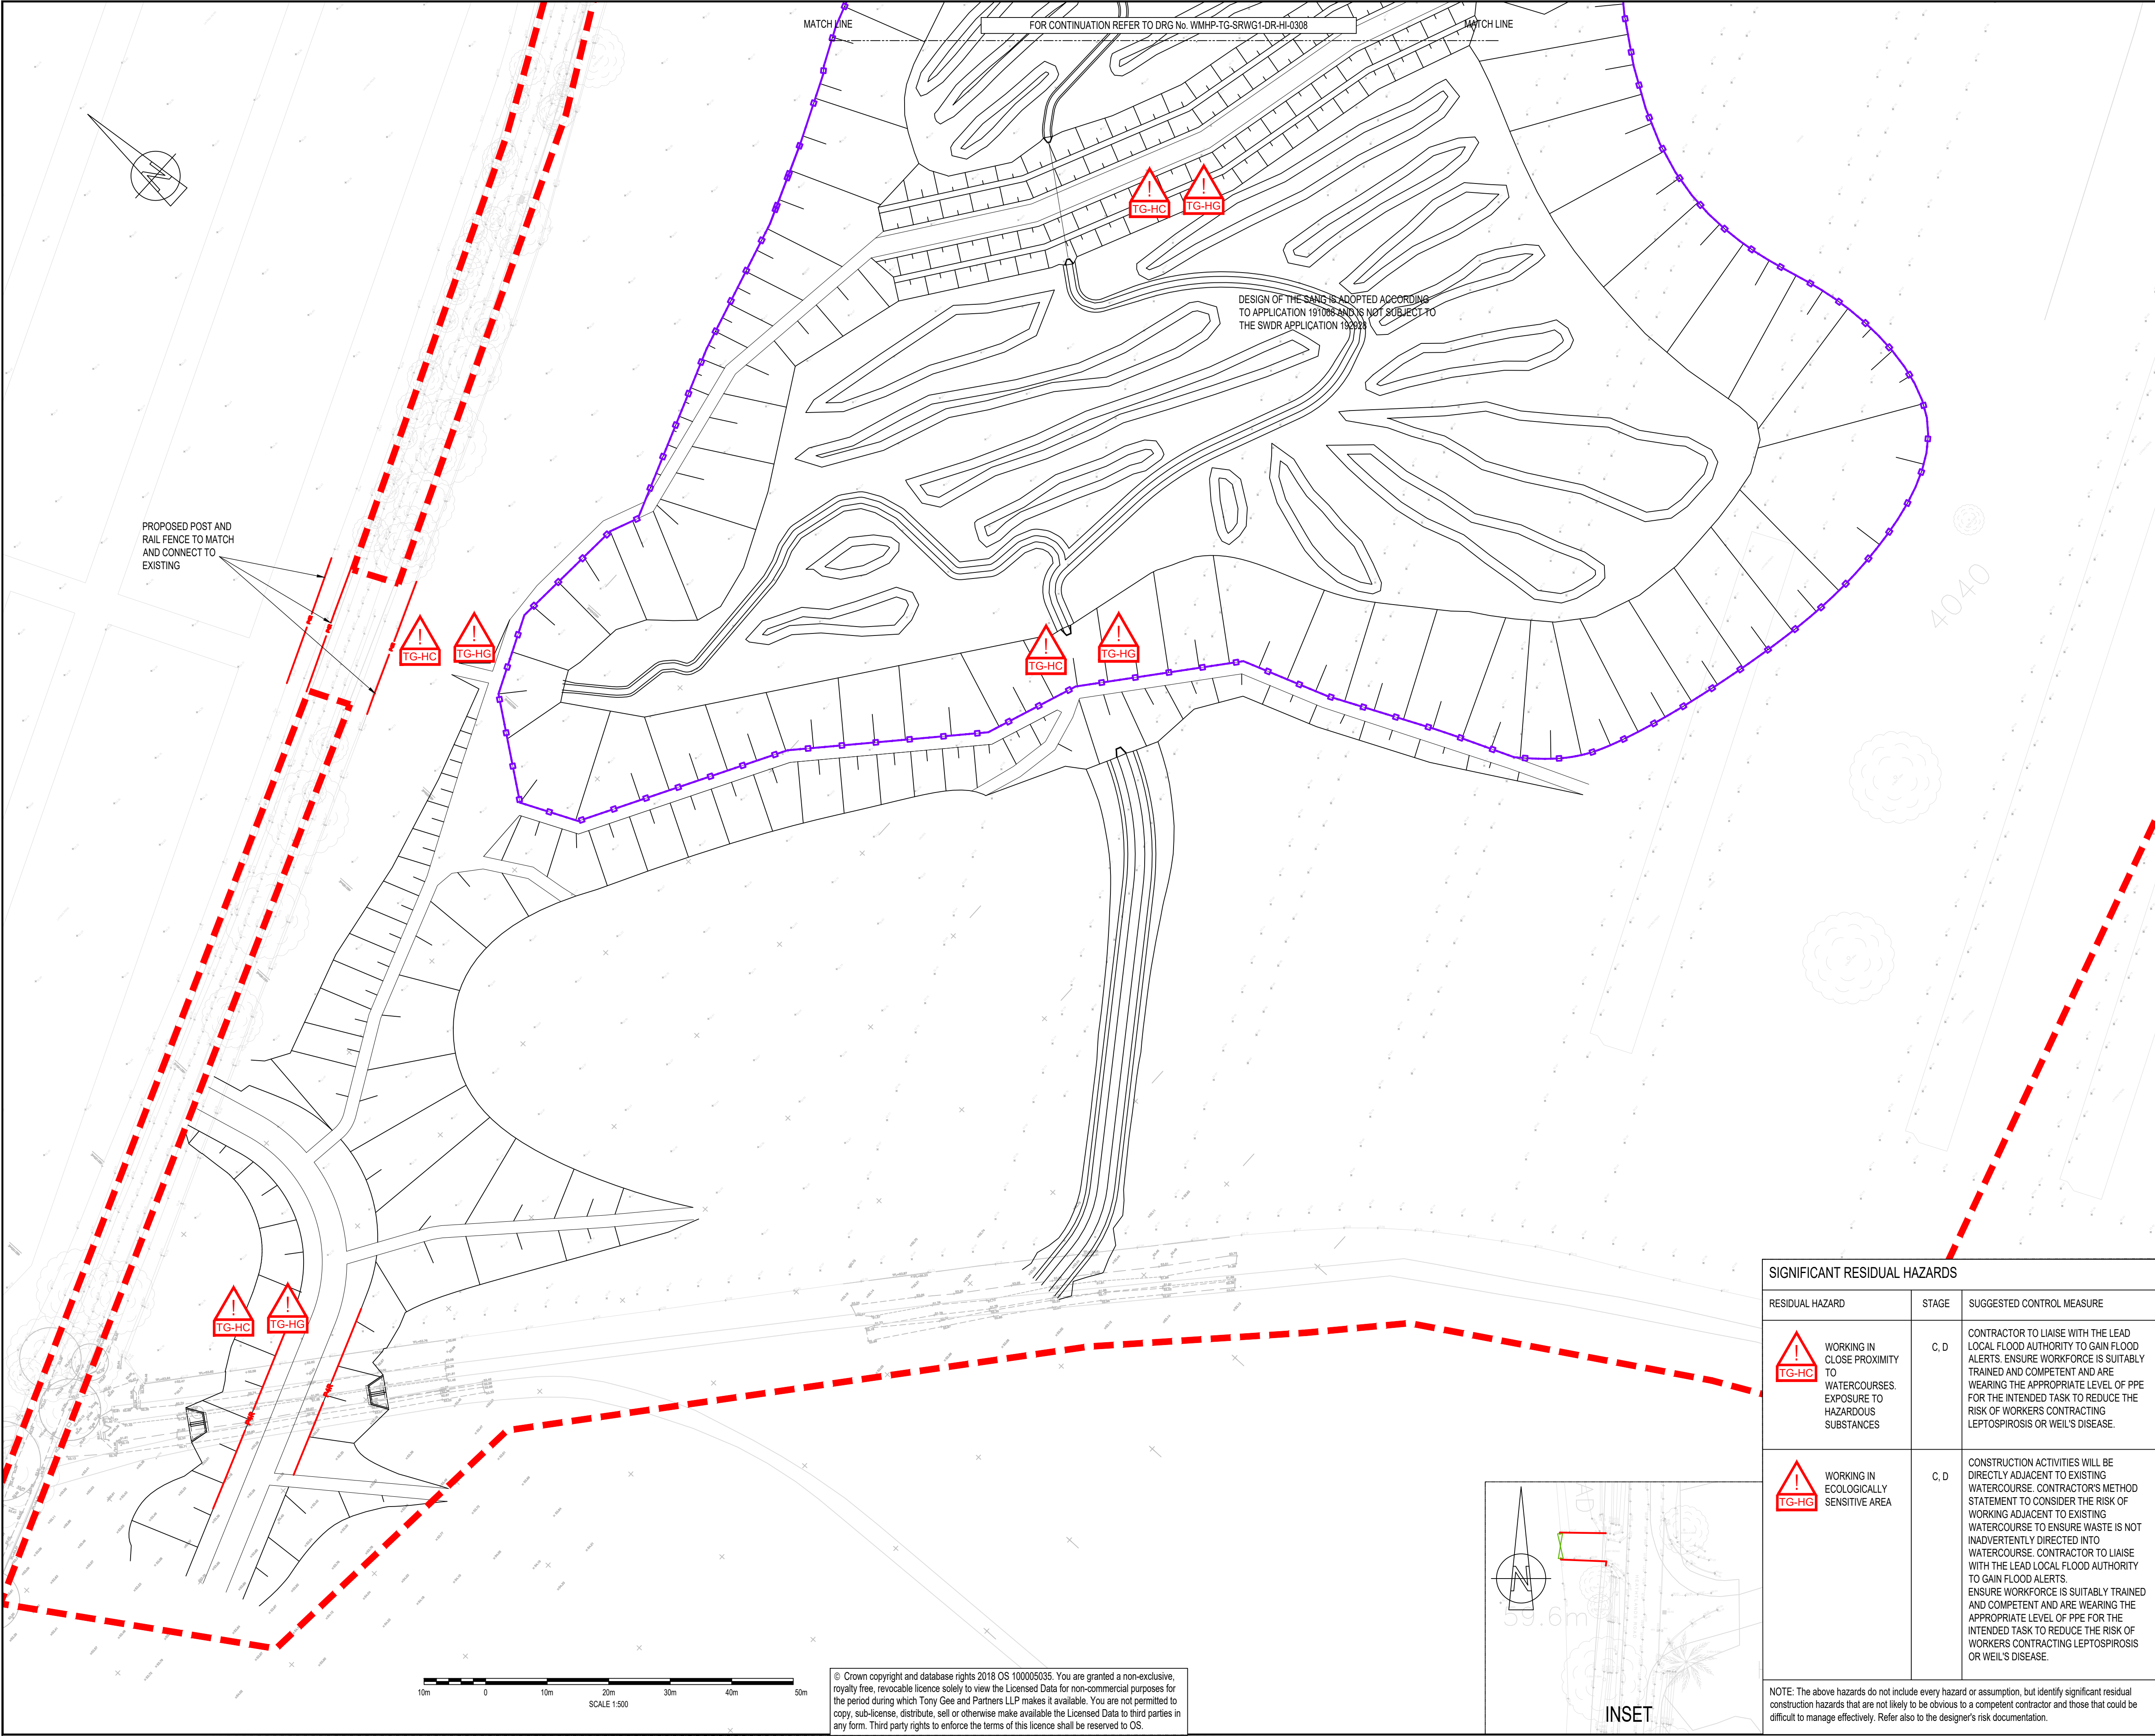 MATCH LINE
FOR CONTINUATION REFER TO DRG No. WMHP-TG-SRWG1-DR-HI-0308
MATCH LINE
N
TG-HC
TG-HG
DESIGN OF THE SANG IS ADOPTED ACCORDING
TO APPLICATION 191068 AND IS NOT SUBJECT TO
THE SWDR APPLICATION 192928
PROPOSED POST AND
RAIL FENCE TO MATCH
AND CONNECT TO
EXISTING
4040
TG-HC
TG-HG
TG-HC
TG-HG
TG-HC
TG-HG
SIGNIFICANT RESIDUAL HAZARDS
RESIDUAL HAZARD
STAGE
SUGGESTED CONTROL MEASURE
TG-HC
WORKING IN
CLOSE PROXIMITY
TO
WATERCOURSES.
EXPOSURE TO
HAZARDOUS
SUBSTANCES
C, D
CONTRACTOR TO LIAISE WITH THE LEAD
LOCAL FLOOD AUTHORITY TO GAIN FLOOD
ALERTS. ENSURE WORKFORCE IS SUITABLY
TRAINED AND COMPETENT AND ARE
WEARING THE APPROPRIATE LEVEL OF PPE
FOR THE INTENDED TASK TO REDUCE THE
RISK OF WORKERS CONTRACTING
LEPTOSPIROSIS OR WEIL'S DISEASE.
TG-HG
WORKING IN
ECOLOGICALLY
SENSITIVE AREA
C, D
CONSTRUCTION ACTIVITIES WILL BE
DIRECTLY ADJACENT TO EXISTING
WATERCOURSE. CONTRACTOR'S METHOD
STATEMENT TO CONSIDER THE RISK OF
WORKING ADJACENT TO EXISTING
WATERCOURSE TO ENSURE WASTE IS NOT
INADVERTENTLY DIRECTED INTO
WATERCOURSE. CONTRACTOR TO LIAISE
WITH THE LEAD LOCAL FLOOD AUTHORITY
TO GAIN FLOOD ALERTS.
ENSURE WORKFORCE IS SUITABLY TRAINED
AND COMPETENT AND ARE WEARING THE
APPROPRIATE LEVEL OF PPE FOR THE
INTENDED TASK TO REDUCE THE RISK OF
WORKERS CONTRACTING LEPTOSPIROSIS
OR WEIL'S DISEASE.
NOTE: The above hazards do not include every hazard or assumption, but identify significant residual
construction hazards that are not likely to be obvious to a competent contractor and those that could be
difficult to manage effectively. Refer also to the designer's risk documentation.
N
59.6m
INSET
10m 0 10m 20m 30m 40m 50m
SCALE 1:500
© Crown copyright and database rights 2018 OS 100005035. You are granted a non-exclusive,
royalty free, revocable licence solely to view the Licensed Data for non-commercial purposes for
the period during which Tony Gee and Partners LLP makes it available. You are not permitted to
copy, sub-license, distribute, sell or otherwise make available the Licensed Data to third parties in
any form. Third party rights to enforce the terms of this licence shall be reserved to OS.